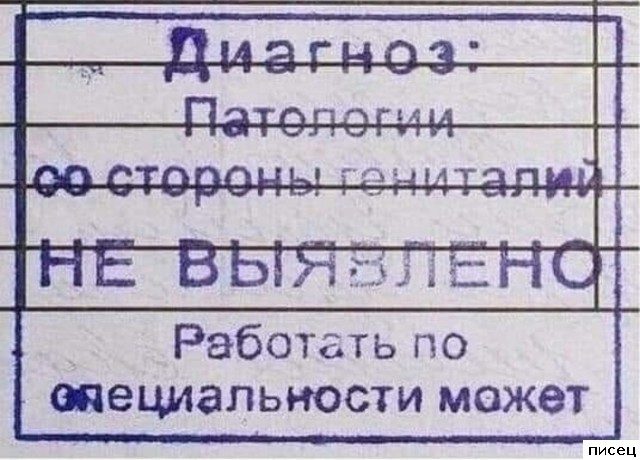 Диагноз:
Патологии
со стороны гениталий
НЕ ВЫЯВЛЕНО
Работать по
специальности может
писец